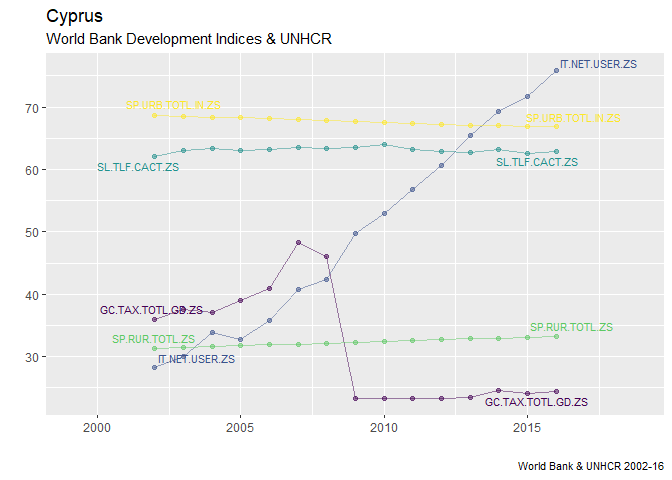 Cyprus
World Bank Development Indices & UNHCR
IT.NET.USER.ZS
70
SP.URB.TOTL.IN.ZS
SP.URB.TOTL.IN.ZS
60
SL.TLF.CACT.ZS
SL.TLF.CACT.ZS
50
40
GC.TAX.TOTL.GD.ZS
SP.RUR.TOTL.ZS
SP.RUR.TOTL.ZS
30
IT.NET.USER.ZS
GC.TAX.TOTL.GD.ZS
2000
2005
2010
2015
World Bank & UNHCR 2002-16